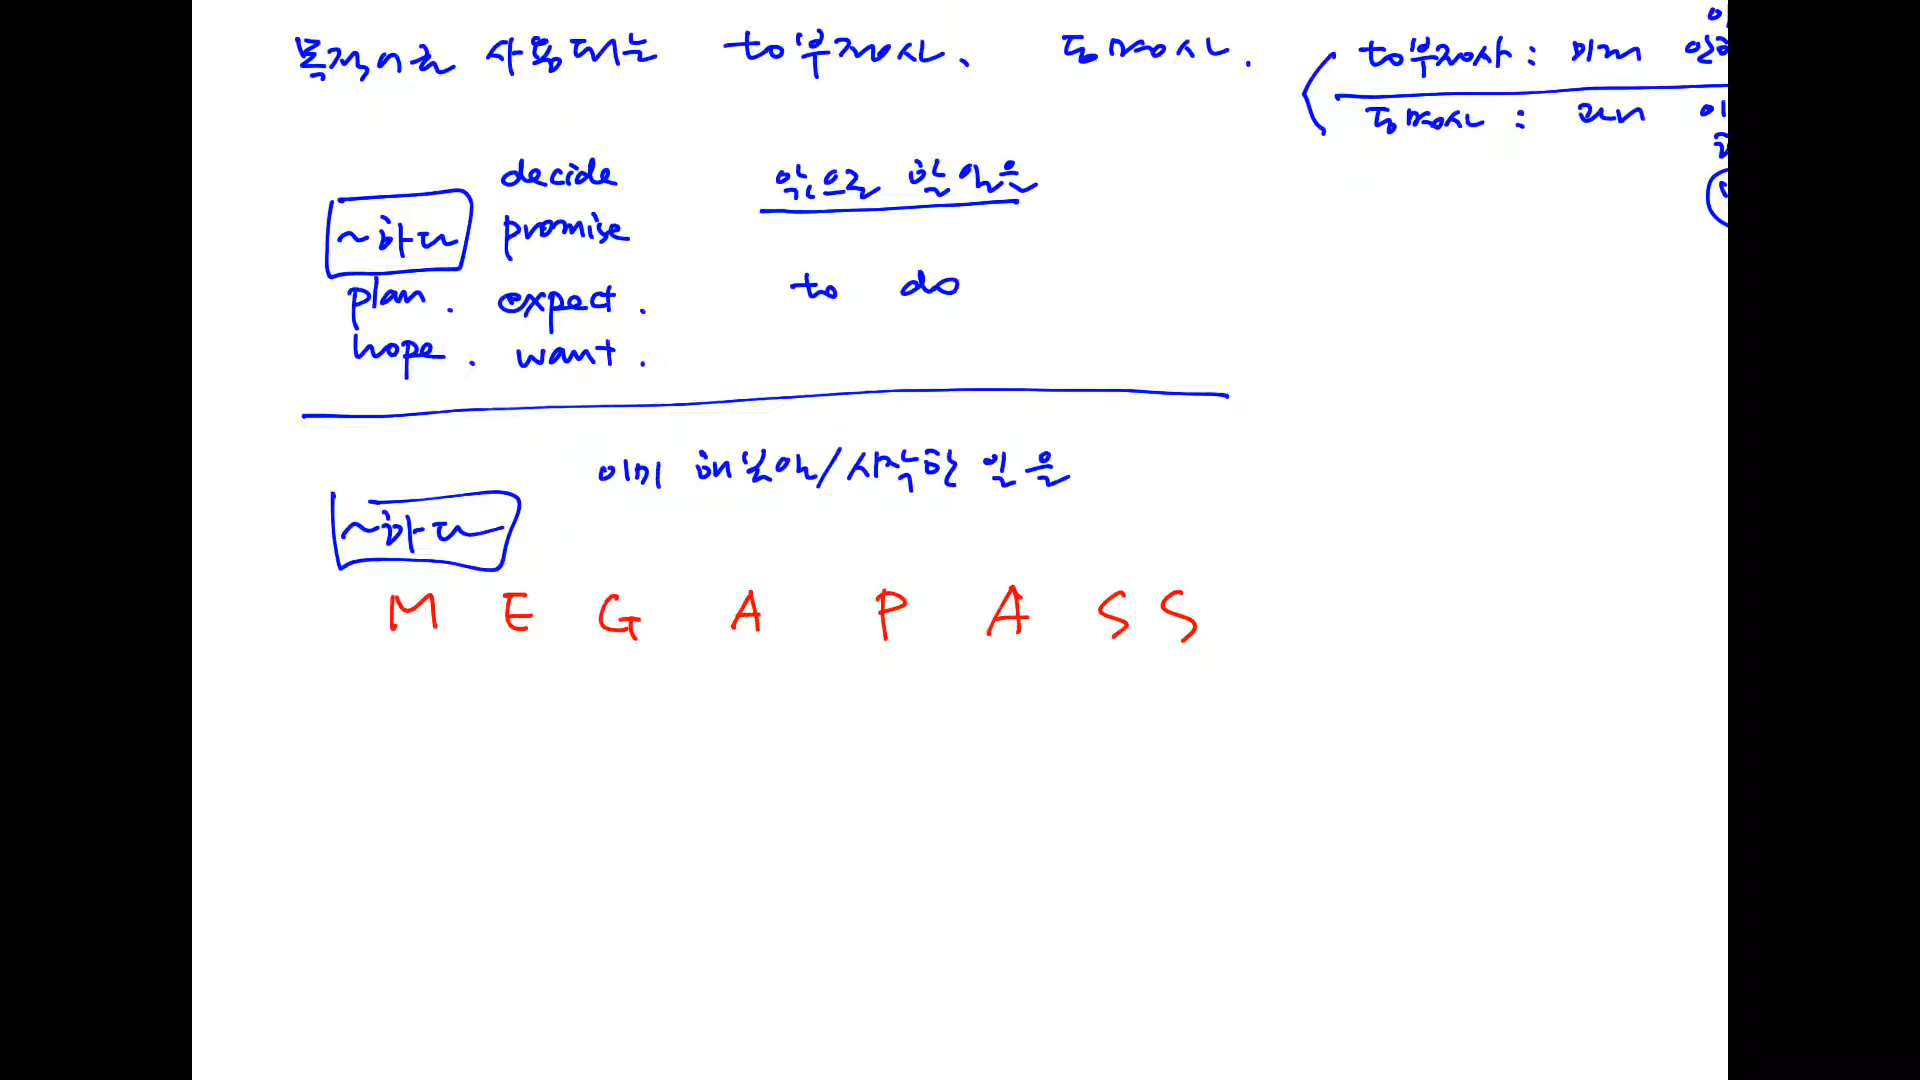 목적어로 사용되는 to부정사, 동명사.
to부정사 : 미래
동명사 : 과거
decide 앞으로 할 일을
~하다 promise
plan. expect. to do
hope. want.
이미 해보았/시작한 일을
~하다
M E G A P A S S